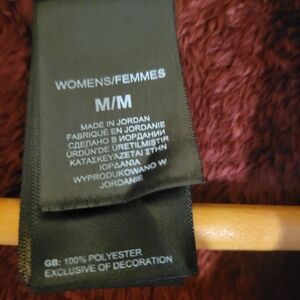 WOMENS/FEMMES
M/M
MADE IN JORDAN
FABRIQUÉ EN JORDANIE
СДЕЛАНО В ИОРДАНИИ
ÜRDÜN'DE ÜRETILMIŞTIR
ΚΑΤΑΣΚΕΥΑΖΕΤΑΙ ΣΤΗΝ
ΙΟΡΔΑΝΙΑ
WYPRODUKOWANO W
JORDANIE
GB: 100% POLYESTER
EXCLUSIVE OF DECORATION